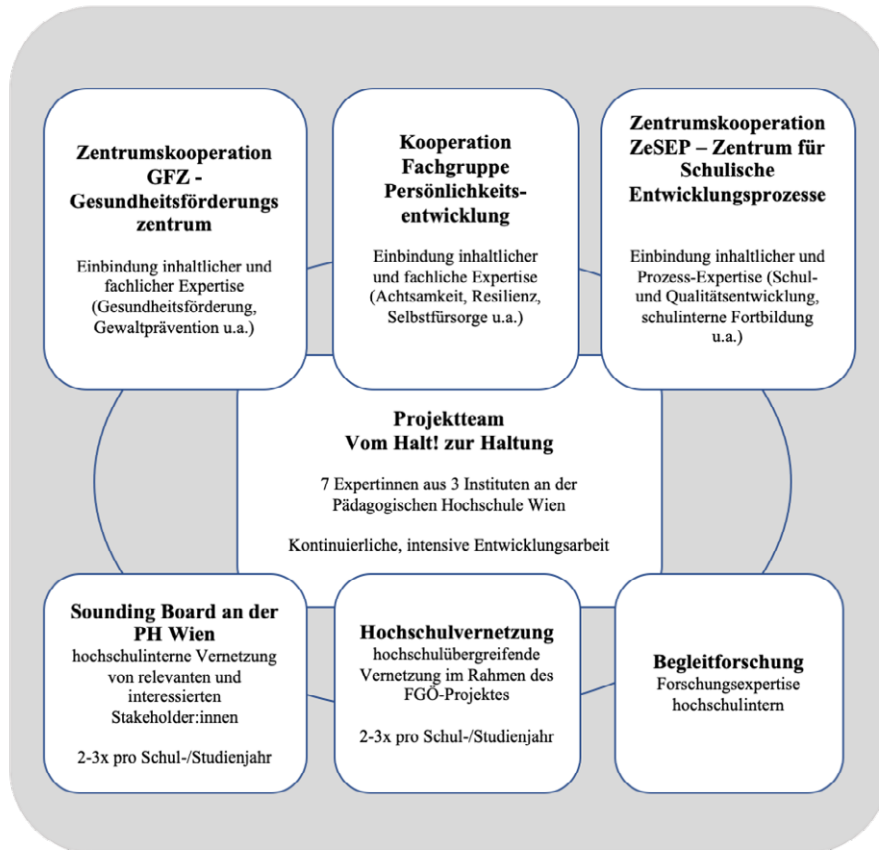 Zentrumskooperation
GFZ -
Gesundheitsförderungs
zentrum
Einbindung inhaltlicher und
fachlicher Expertise
(Gesundheitsförderung,
Gewaltprävention u.a.)
Kooperation
Fachgruppe
Persönlichkeits-
entwicklung
Einbindung inhaltlicher
und fachliche Expertise
(Achtsamkeit, Resilienz,
Selbstfürsorge u.a.)
Zentrumskooperation
ZeSEP – Zentrum für
Schulische
Entwicklungsprozesse
Einbindung inhaltlicher und
Prozess-Expertise (Schul-
und Qualitätsentwicklung,
schulinterne Fortbildung
u.a.)
Projektteam
Vom Halt! zur Haltung
7 Expertinnen aus 3 Instituten an der
Pädagogischen Hochschule Wien
Kontinuierliche, intensive Entwicklungsarbeit
Sounding Board an der
PH Wien
hochschulinterne Vernetzung
von relevanten und
interessierten
Stakeholder:innen
2-3x pro Schul-/Studienjahr
Hochschulvernetzung
hochschulübergreifende
Vernetzung im Rahmen des
FGÖ-Projektes
2-3x pro Schul-/Studienjahr
Begleitforschung
Forschungsexpertise
hochschulintern